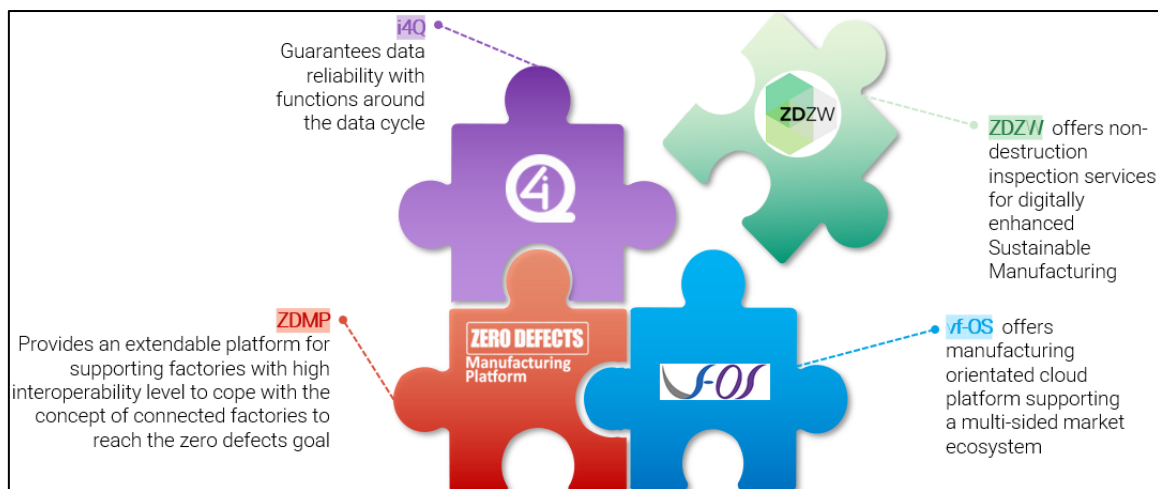 i4Q
Guarantees data
reliability with
functions around
the data cycle
4i
ZDZW
ZDZW offers non-
destruction
inspection services
for digitally
enhanced
Sustainable
Manufacturing
ZDMP
Provides an extendable platform for
supporting factories with high
interoperability level to cope with the
concept of connected factories to
reach the zero defects goal
ZERO DEFECTS
Manufacturing
Platform
vf-OS
vf-OS offers
manufacturing
orientated cloud
platform supporting
a multi-sided market
ecosystem